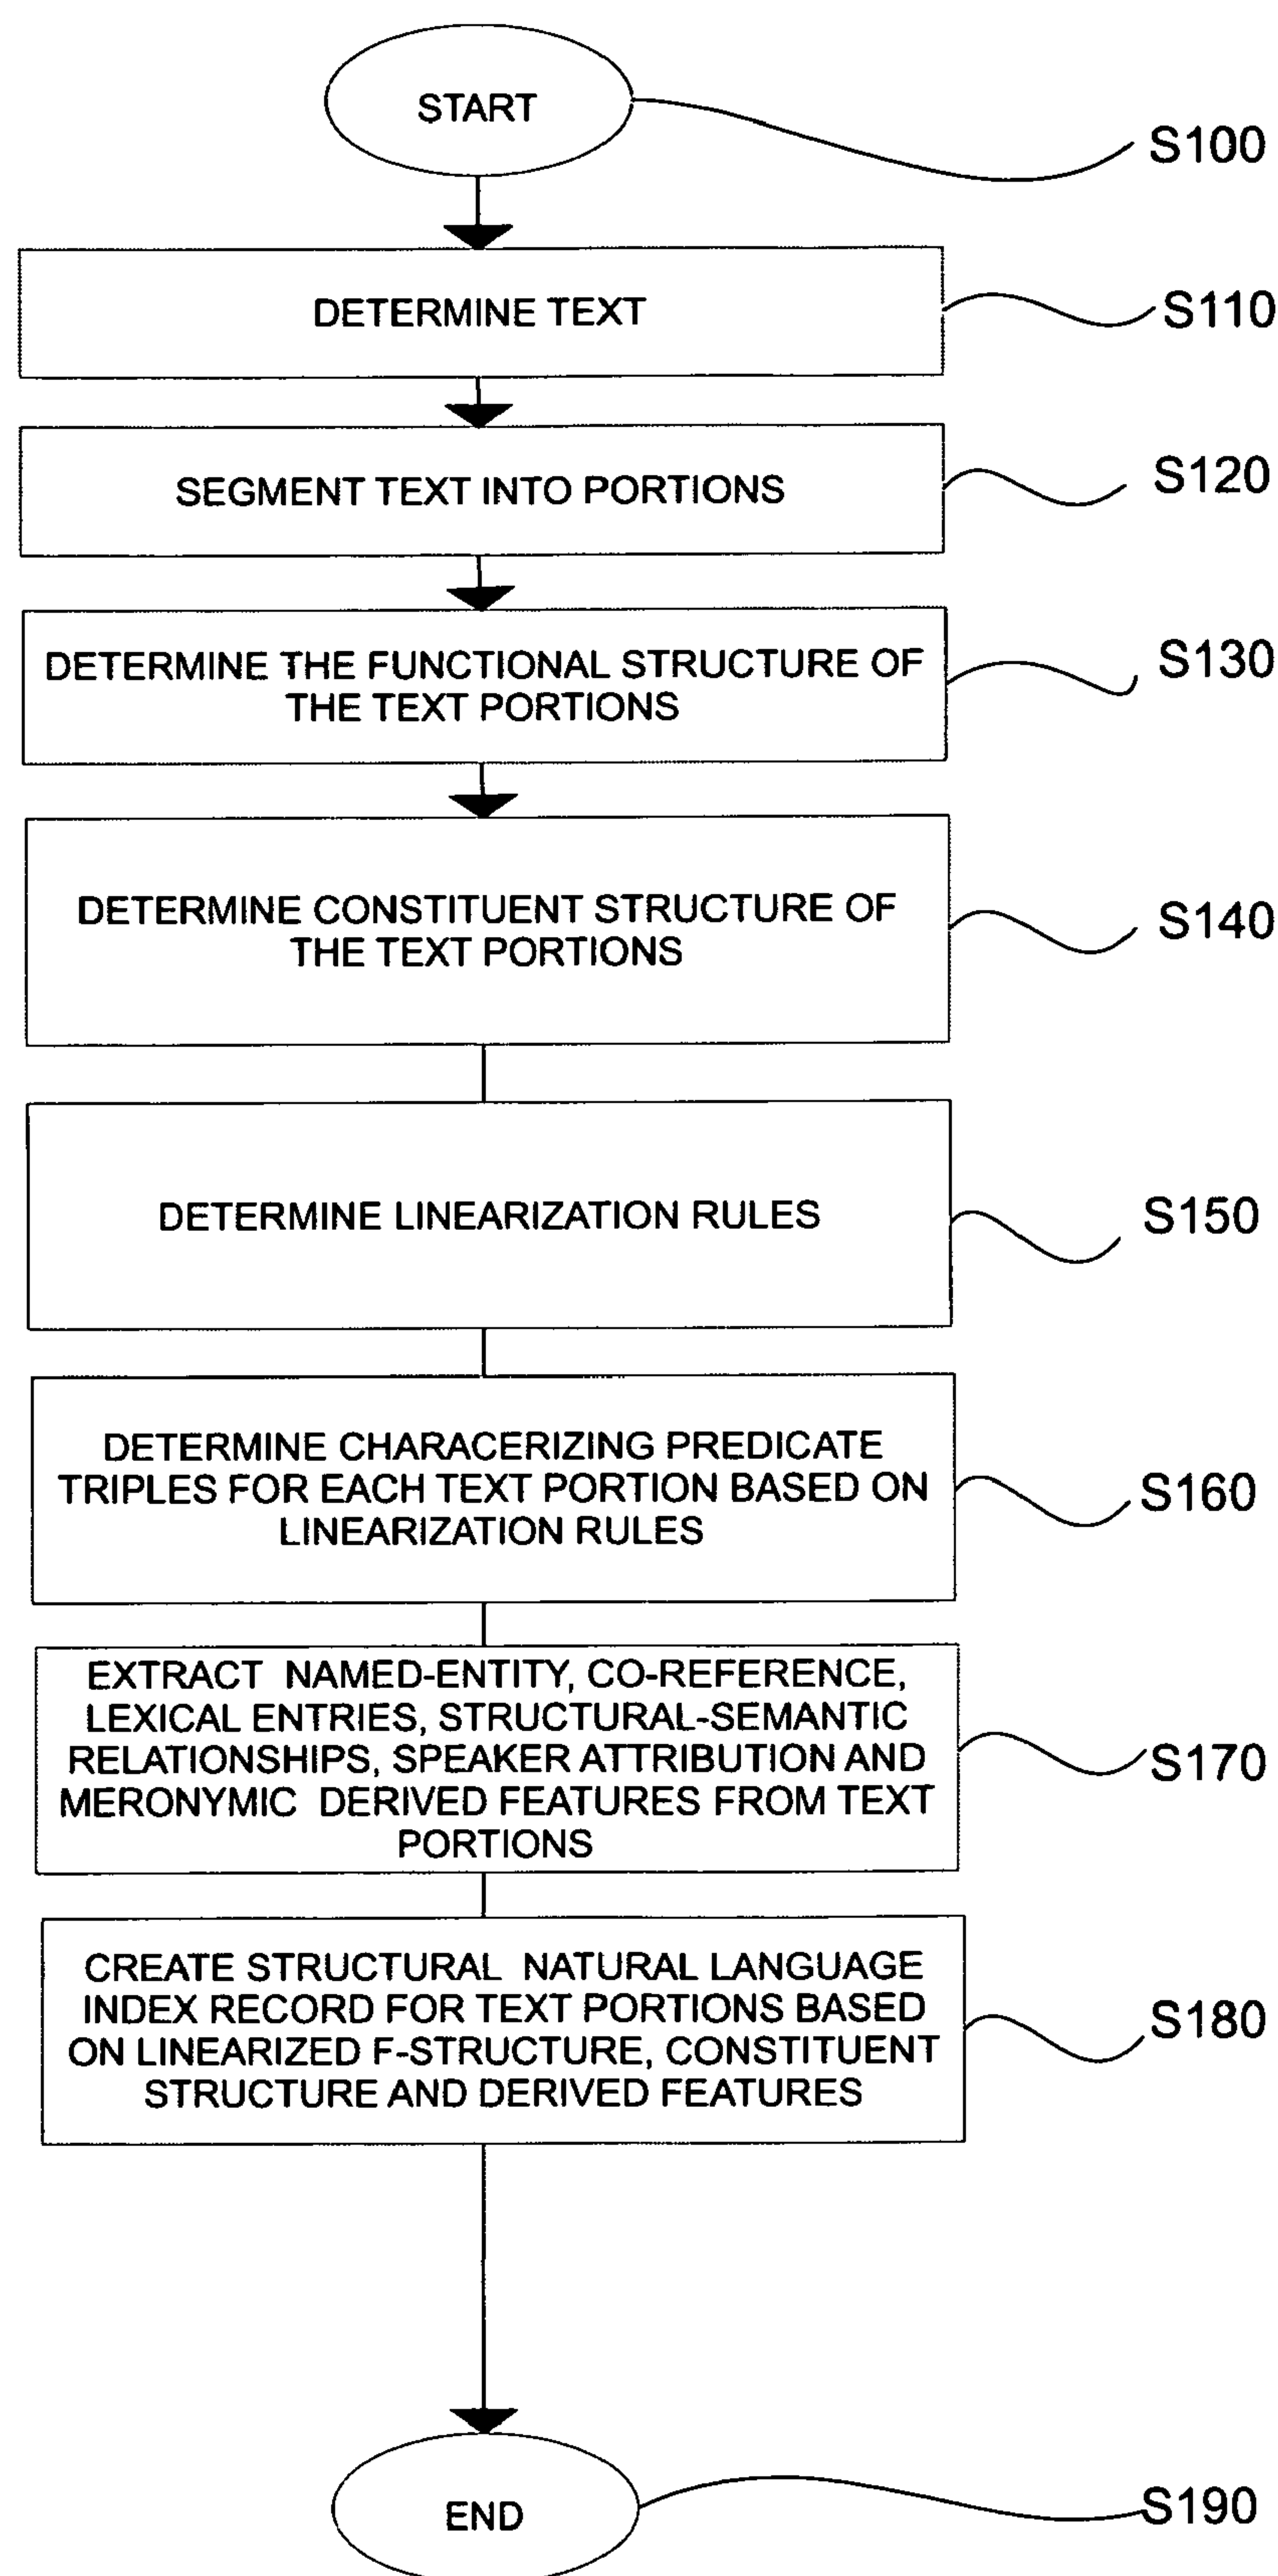 START
S100
DETERMINE TEXT
S110
SEGMENT TEXT INTO PORTIONS
S120
DETERMINE THE FUNCTIONAL STRUCTURE OF
THE TEXT PORTIONS
S130
DETERMINE CONSTITUENT STRUCTURE OF
THE TEXT PORTIONS
S140
DETERMINE LINEARIZATION RULES
S150
DETERMINE CHARACERIZING PREDICATE
TRIPLES FOR EACH TEXT PORTION BASED ON
LINEARIZATION RULES
S160
EXTRACT NAMED-ENTITY, CO-REFERENCE,
LEXICAL ENTRIES, STRUCTURAL-SEMANTIC
RELATIONSHIPS, SPEAKER ATTRIBUTION AND
MERONYMIC DERIVED FEATURES FROM TEXT
PORTIONS
S170
CREATE STRUCTURAL NATURAL LANGUAGE
INDEX RECORD FOR TEXT PORTIONS BASED
ON LINEARIZED F-STRUCTURE, CONSTITUENT
STRUCTURE AND DERIVED FEATURES
S180
END
S190